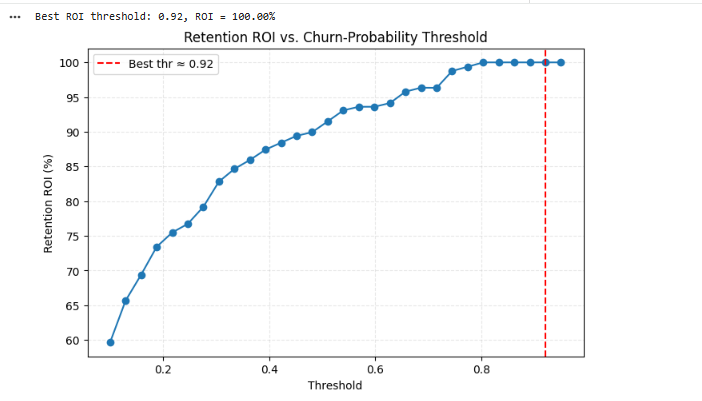 Best ROI threshold: 0.92, ROI = 100.00%
Retention ROI vs. Churn-Probability Threshold
Best thr ≈ 0.92
100
95
90
85
80
75
70
65
60
Retention ROI (%)
0.2
0.4
0.6
0.8
Threshold